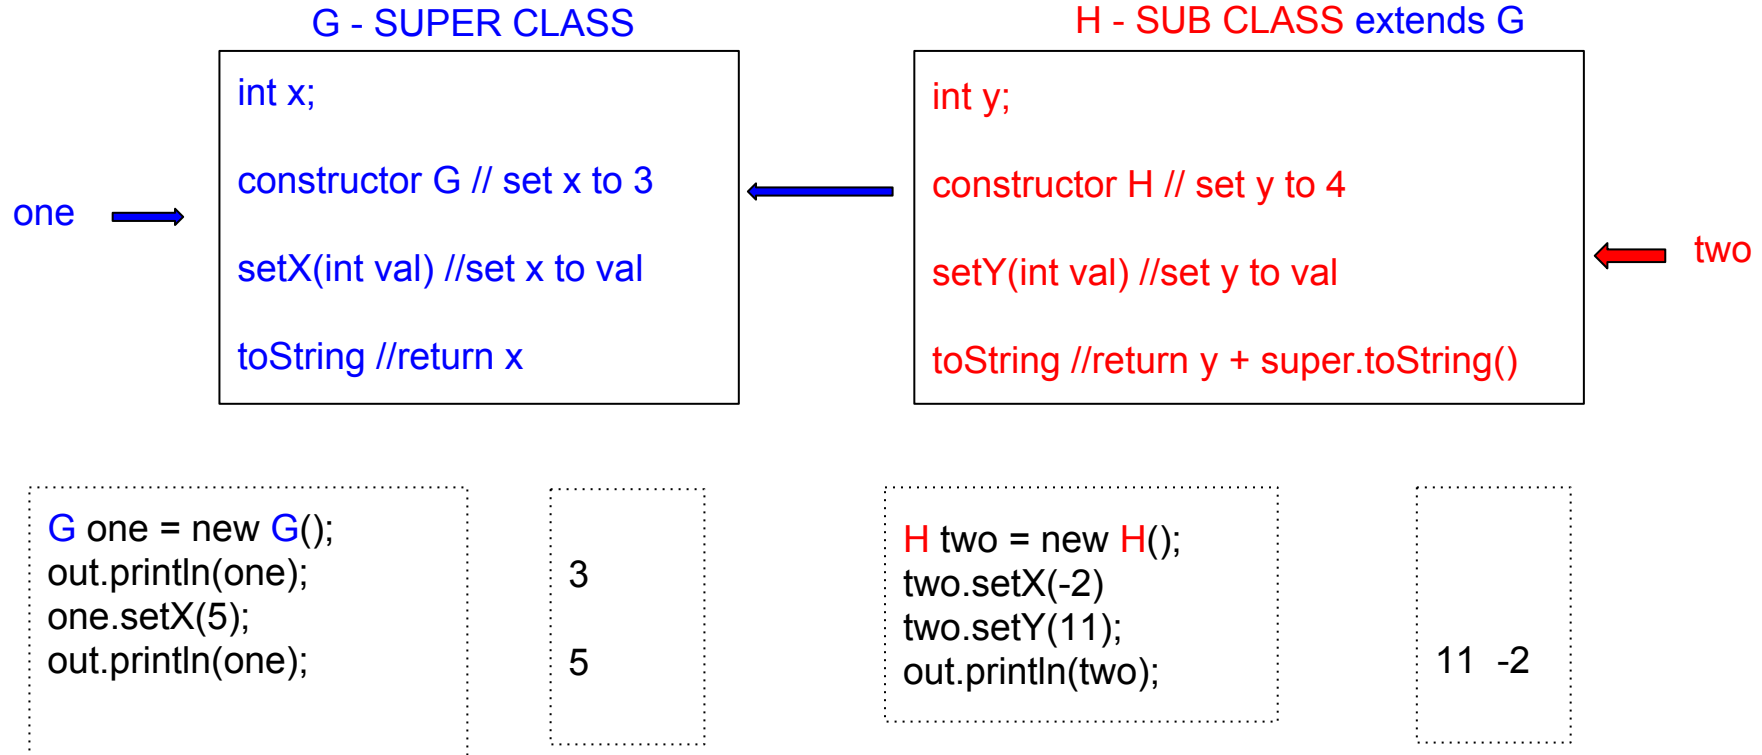 G - SUPER CLASS
int x;
constructor G // set x to 3
setX(int val) //set x to val
toString //return x
one
H - SUB CLASS extends G
int y;
constructor H // set y to 4
setY(int val) //set y to val
toString //return y + super.toString()
two
G one = new G();
out.println(one);
one.setX(5);
out.println(one);
3
5
H two = new H();
two.setX(-2)
two.setY(11);
out.println(two);
11  -2